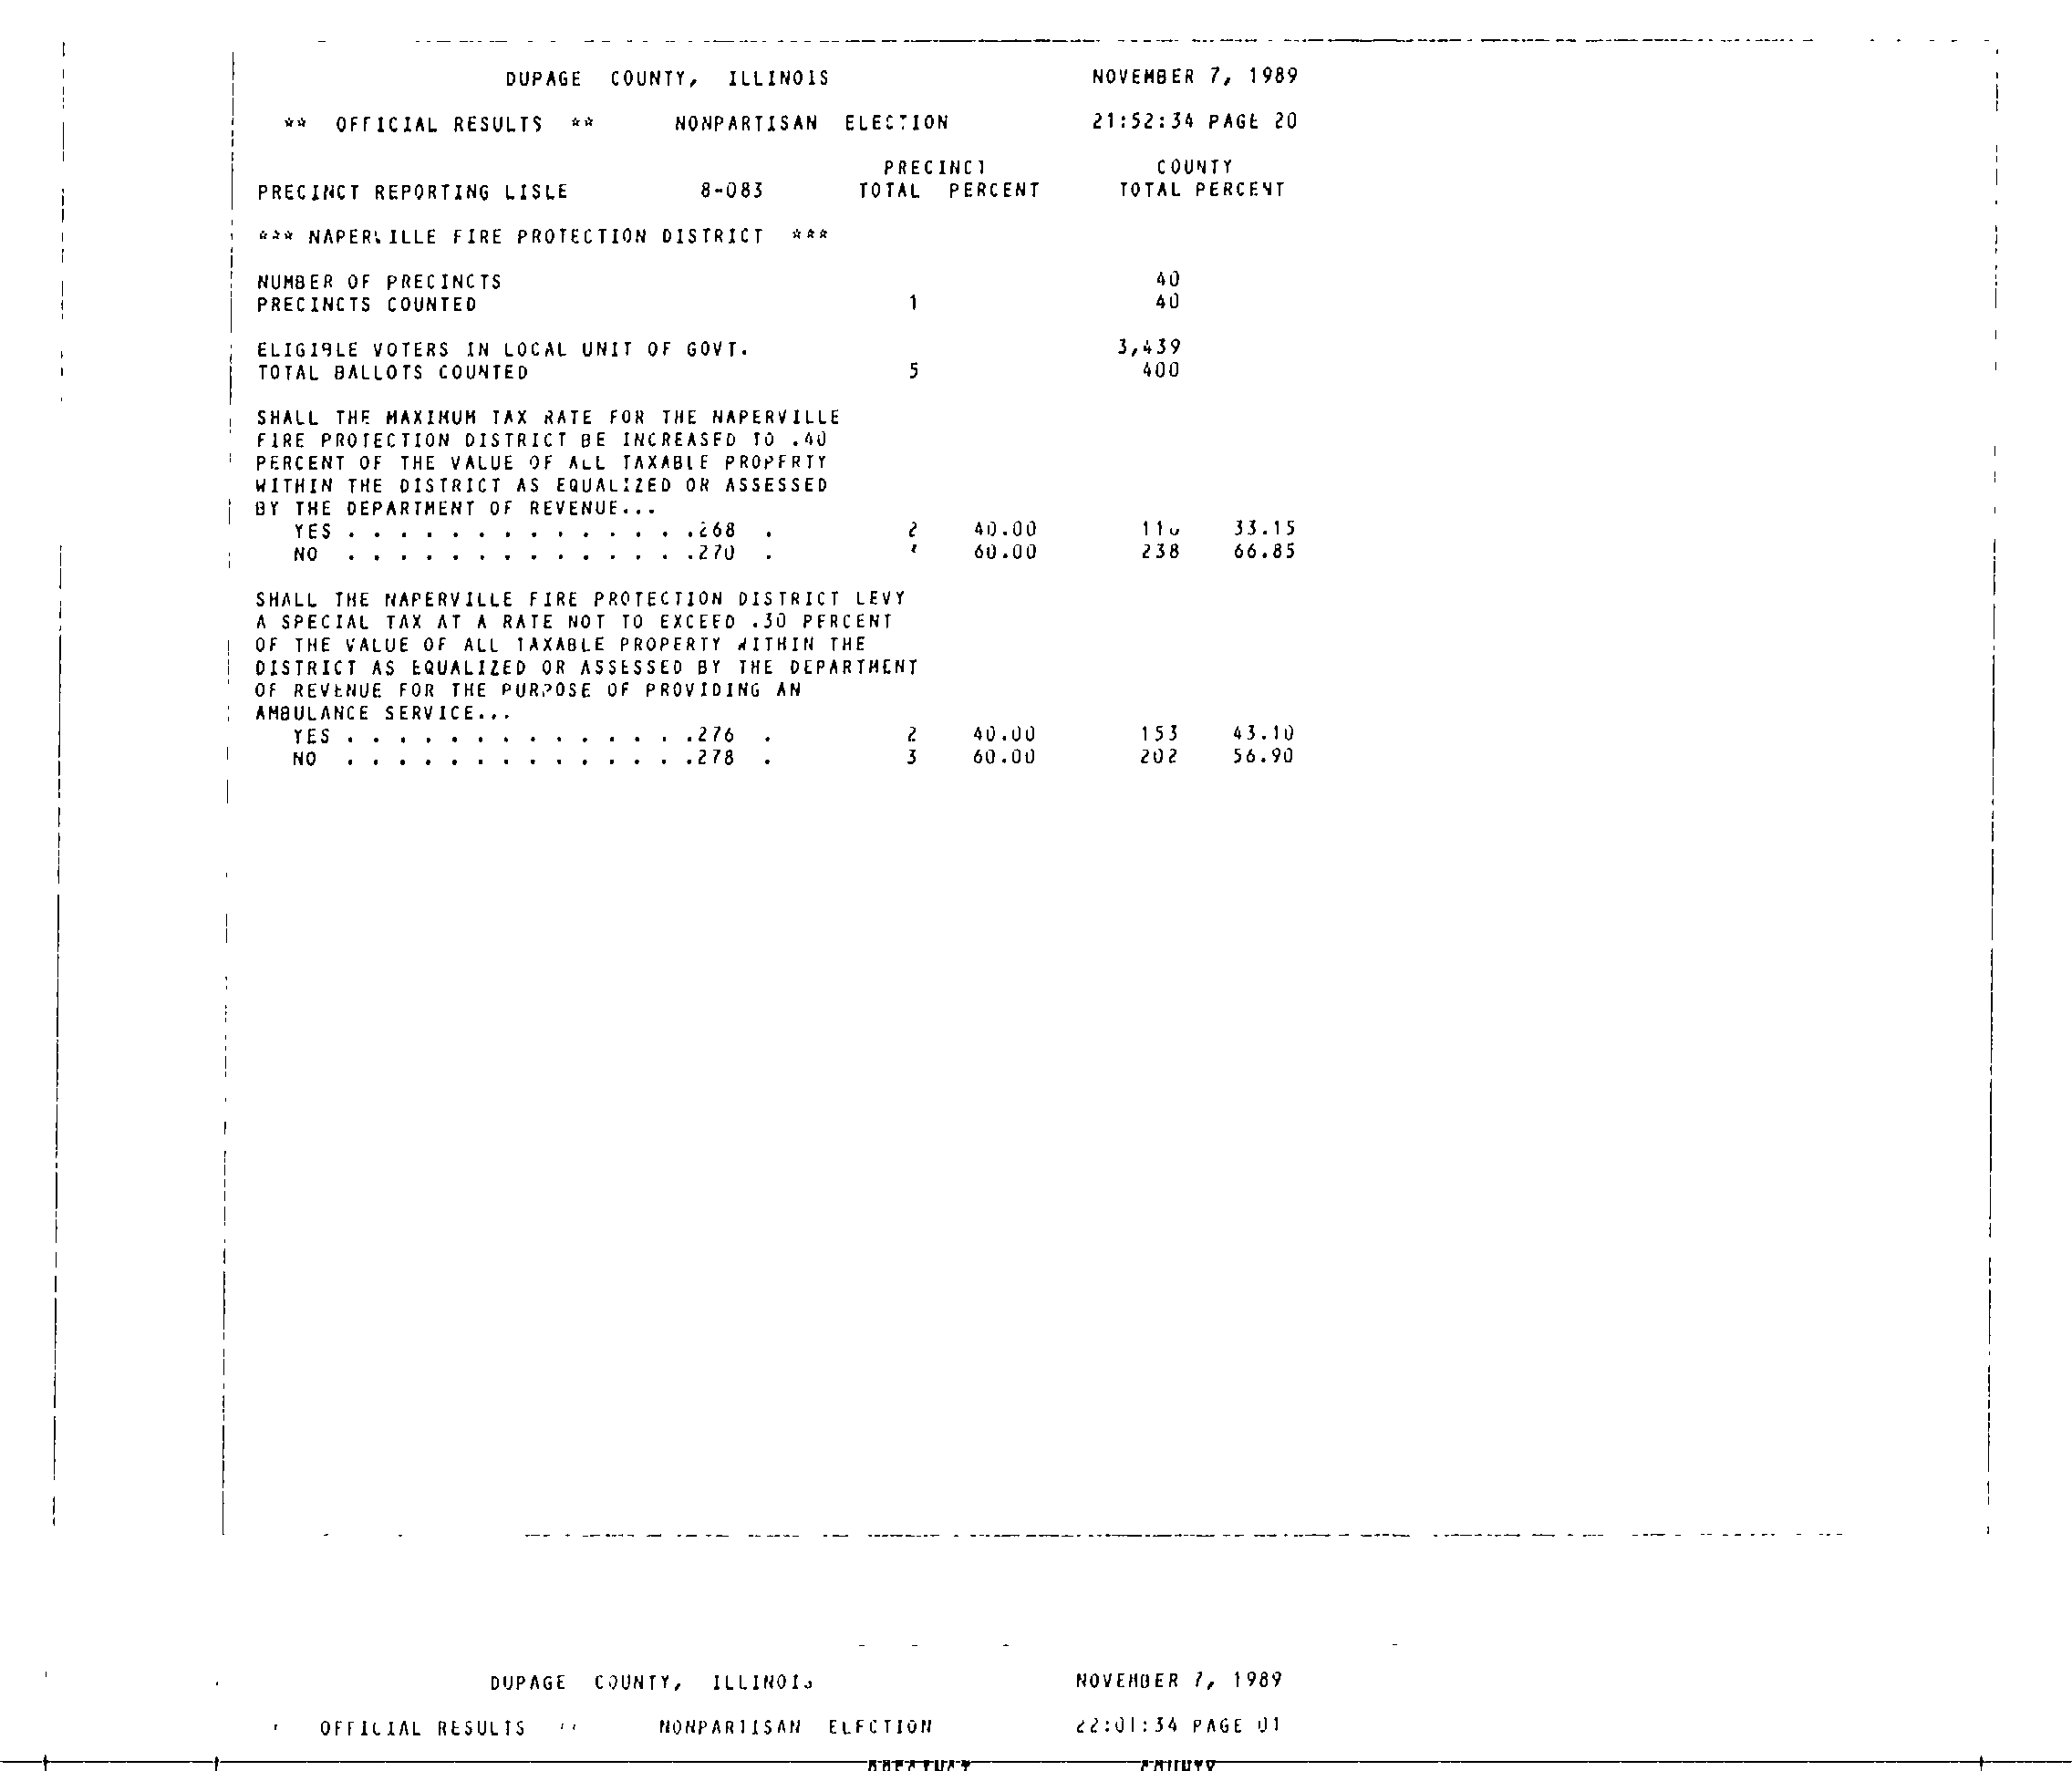 DUPAGE COUNTY, ILLINOIS NOVEMBER 7, 1989
** OFFICIAL RESULTS ** NONPARTISAN ELECTION 21:52:34 PAGE 20
PRECINCT COUNTY
PRECINCT REPORTING LISLE 8-083 TOTAL PERCENT TOTAL PERCENT
*** NAPERVILLE FIRE PROTECTION DISTRICT ***
NUMBER OF PRECINCTS 40
PRECINCTS COUNTED 1 40
ELIGIBLE VOTERS IN LOCAL UNIT OF GOVT. 3,439
TOTAL BALLOTS COUNTED 5 400
SHALL THE MAXIMUM TAX RATE FOR THE NAPERVILLE
FIRE PROTECTION DISTRICT BE INCREASED TO .40
PERCENT OF THE VALUE OF ALL TAXABLE PROPERTY
WITHIN THE DISTRICT AS EQUALIZED OR ASSESSED
BY THE DEPARTMENT OF REVENUE...
YES . . . . . . . . . . . . . .268 . 2 40.00 33.15
NO . . . . . . . . . . . . . .270 . 60.00 238 66.85
SHALL THE NAPERVILLE FIRE PROTECTION DISTRICT LEVY
A SPECIAL TAX AT A RATE NOT TO EXCEED .30 PERCENT
OF THE VALUE OF ALL TAXABLE PROPERTY WITHIN THE
DISTRICT AS EQUALIZED OR ASSESSED BY THE DEPARTMENT
OF REVENUE FOR THE PURPOSE OF PROVIDING AN
AMBULANCE SERVICE...
YES . . . . . . . . . . . . . .276 . 2 40.00 153 43.10
NO . . . . . . . . . . . . . .278 . 3 60.00 202 56.90
DUPAGE COUNTY, ILLINOIS NOVEMBER 7, 1989
OFFICIAL RESULTS NONPARTISAN ELECTION 22:01:34 PAGE 01